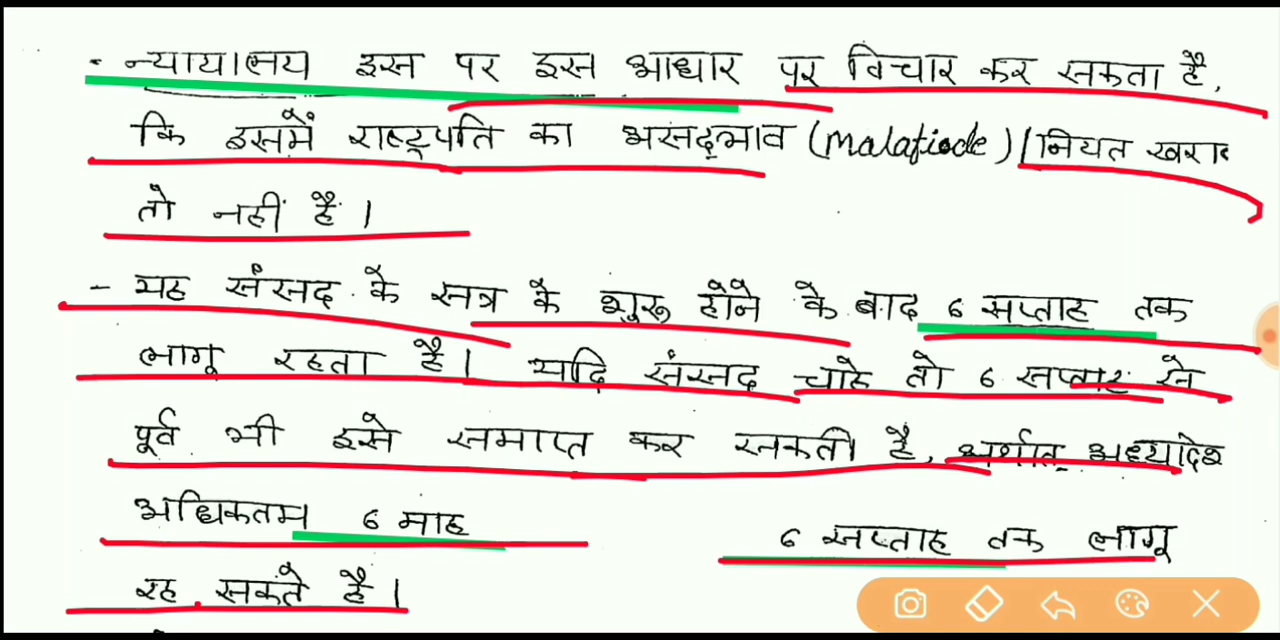 - न्यायालय इस पर इस आधार पर विचार कर सकता है,
कि इसमें राष्ट्रपति का असद्भाव (malafiode) / नियत खराब
तो नहीं है।
- यह संसद के सत्र के शुरू होने के बाद 6 सप्ताह तक
लागू रहता है। यदि संसद चाहे तो 6 सप्ताह से
पूर्व भी इसे समाप्त कर सकती है, अर्थात् अध्यादेश
अधिकतम 6 माह 6 सप्ताह तक लागू
रह सकते है।